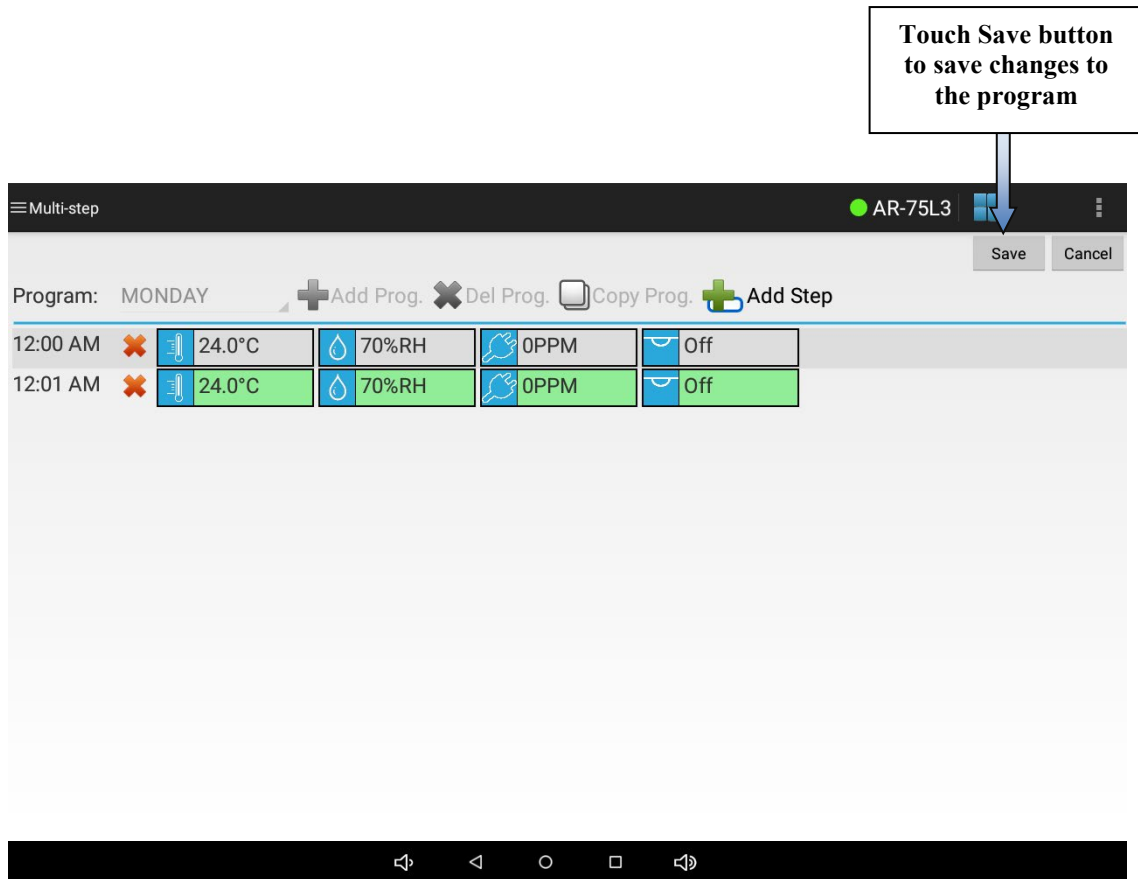 Touch Save button
to save changes to
the program
Multi-step AR-75L3
Save Cancel
Program: MONDAY Add Prog. Del Prog. Copy Prog. Add Step
12:00 AM 24.0°C 70%RH 0PPM Off
12:01 AM 24.0°C 70%RH 0PPM Off